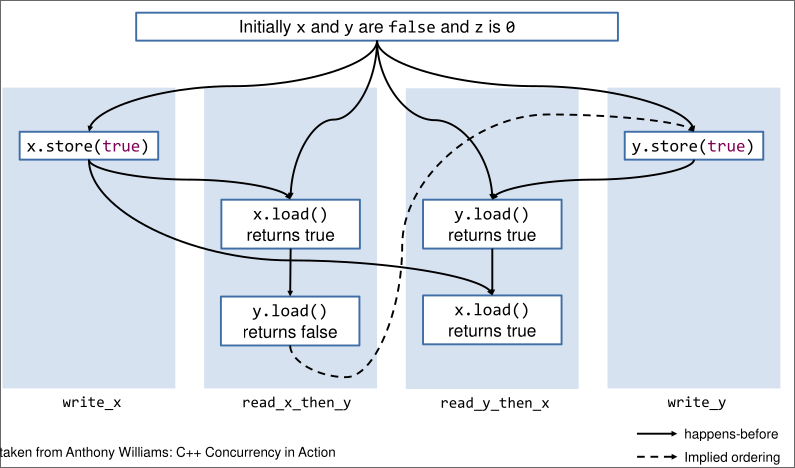 Initially x and y are false and z is 0
x.store(true)
y.store(true)
x.load()
returns true
y.load()
returns true
y.load()
returns false
x.load()
returns true
write_x
read_x_then_y
read_y_then_x
write_y
happens-before
taken from Anthony Williams: C++ Concurrency in Action
Implied ordering